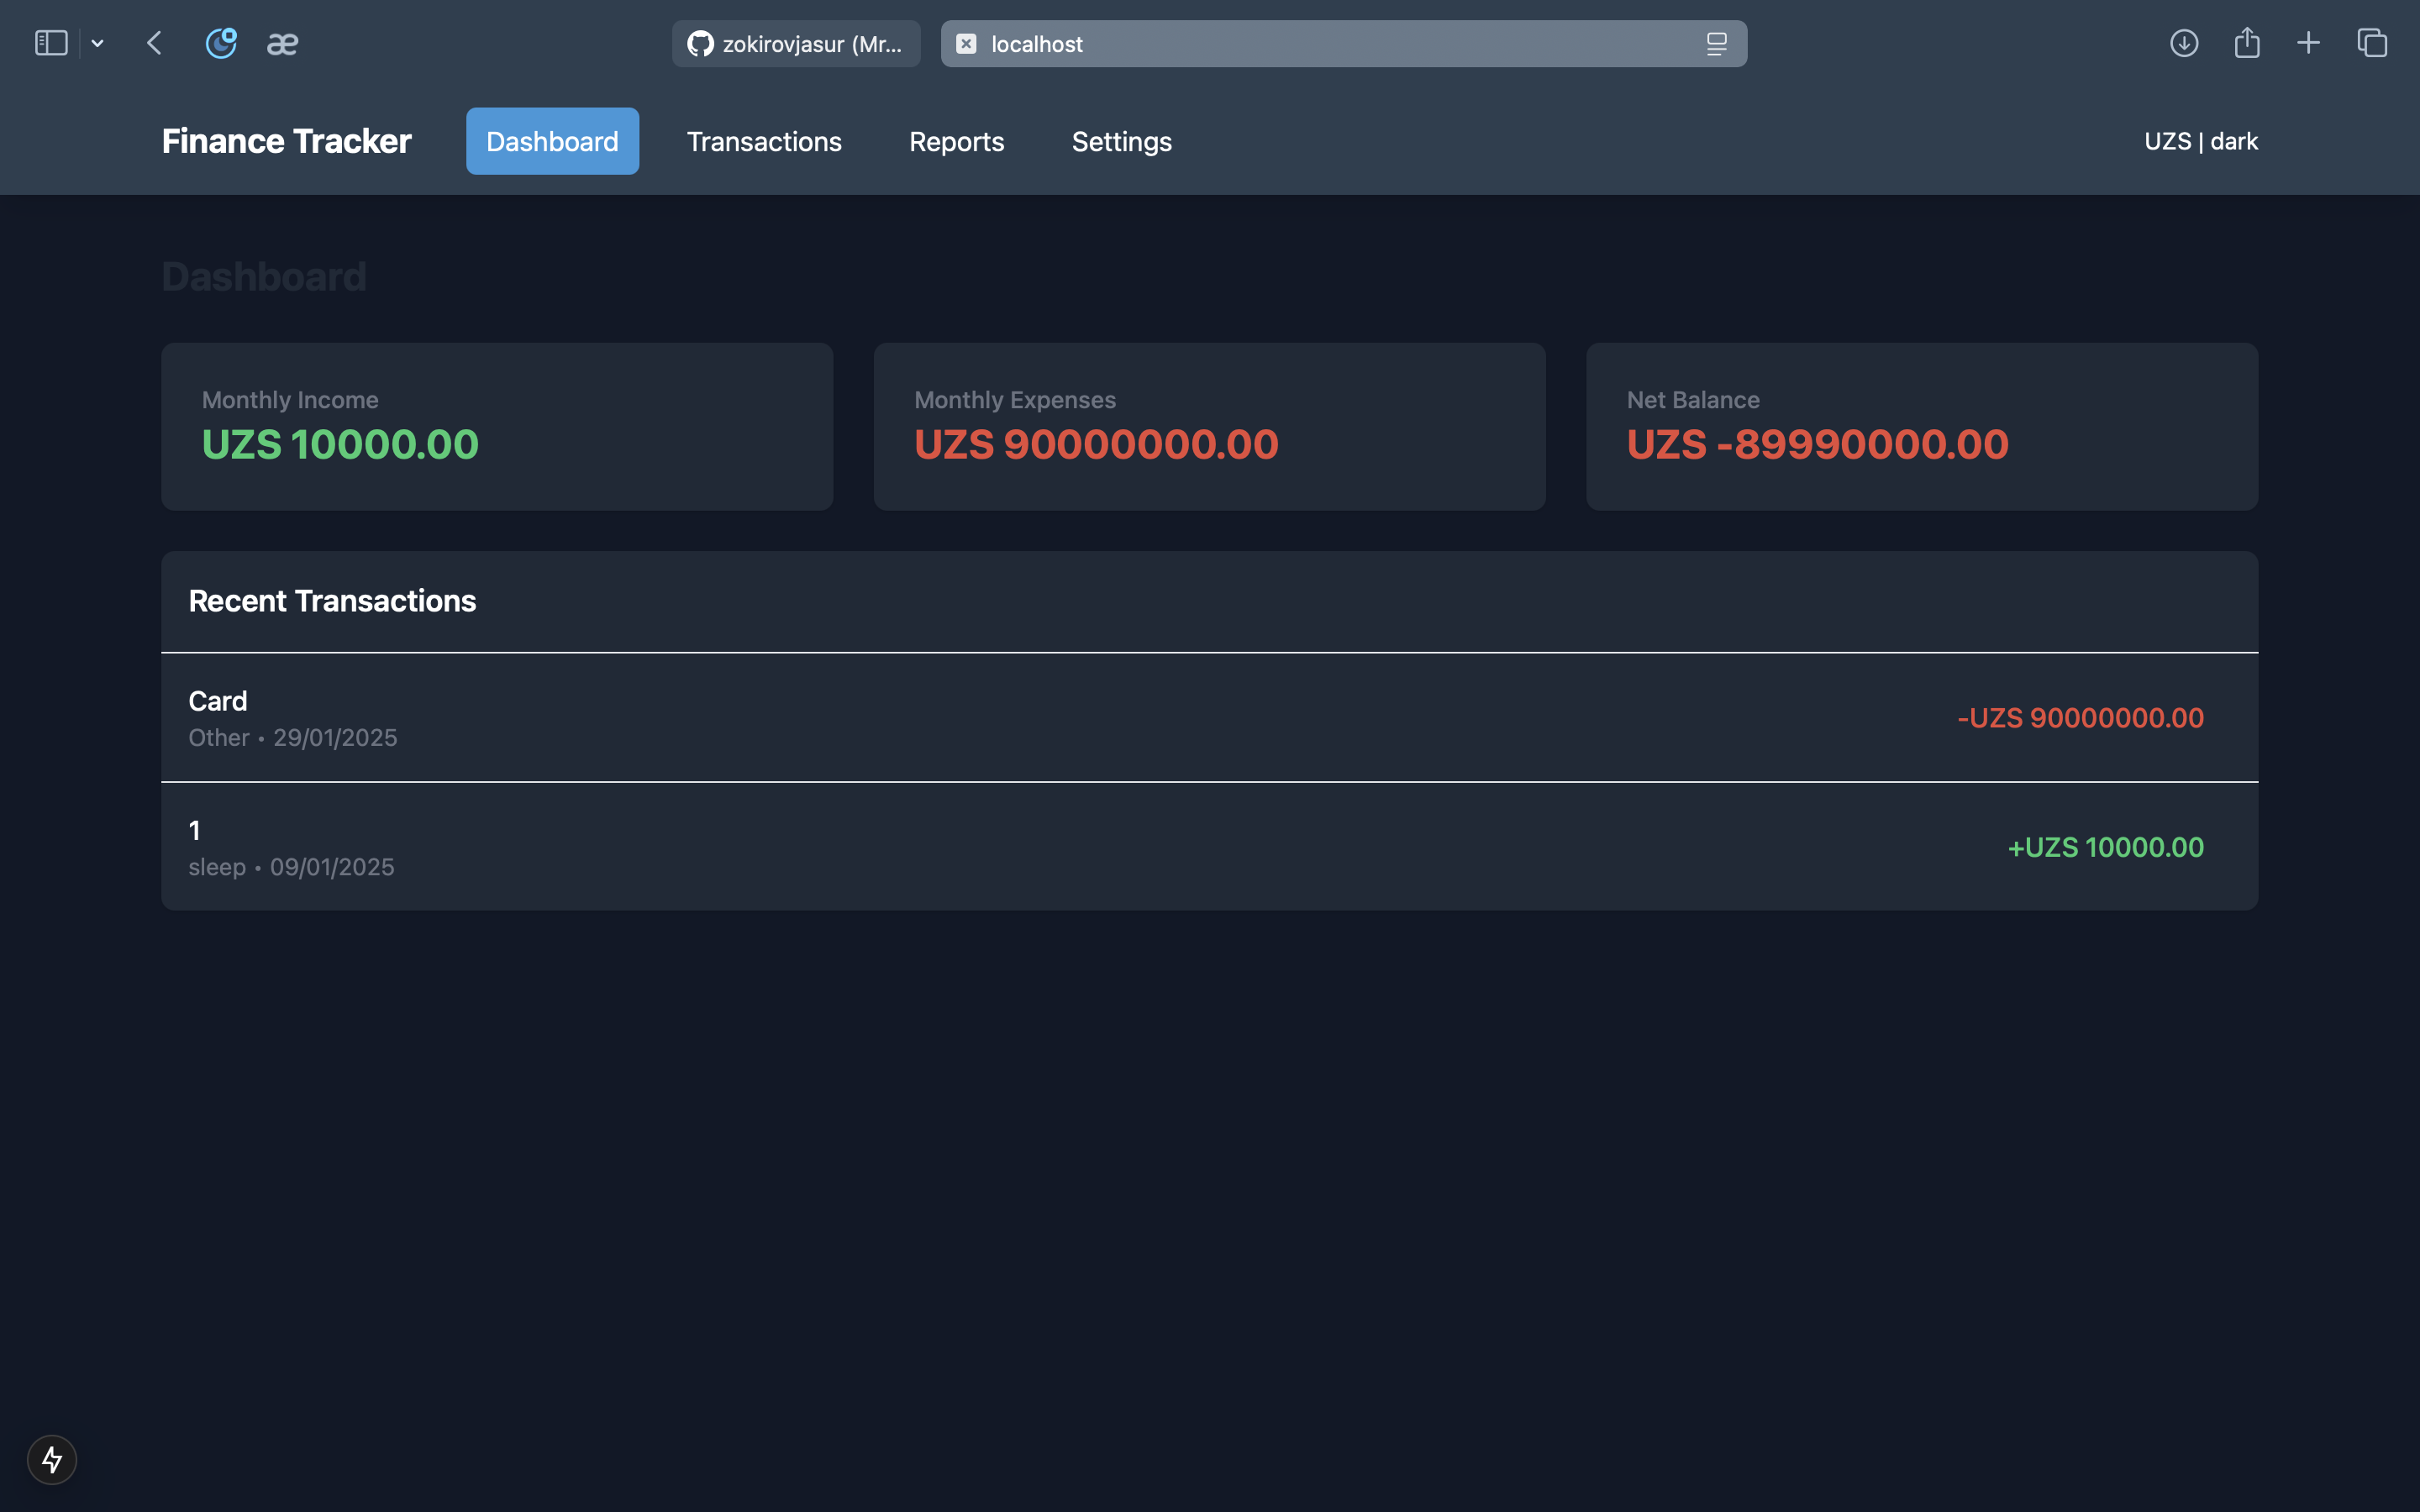 æ
zokirovjasur (Mr...
localhost
Finance Tracker
Dashboard
Transactions
Reports
Settings
UZS | dark
Dashboard
Monthly Income
UZS 10000.00
Monthly Expenses
UZS 90000000.00
Net Balance
UZS -89990000.00
Recent Transactions
Card
Other • 29/01/2025
-UZS 90000000.00
1
sleep • 09/01/2025
+UZS 10000.00